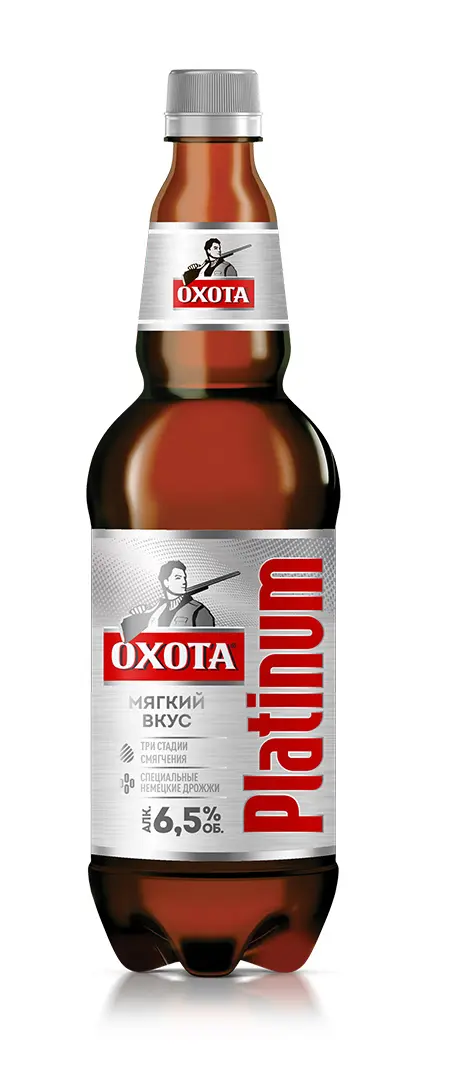 ОХОТА
ОХОТА®
МЯГКИЙ
ВКУС
ТРИ СТАДИИ
СМЯГЧЕНИЯ
СПЕЦИАЛЬНЫЕ
НЕМЕЦКИЕ ДРОЖЖИ
АЛК. 6,5% ОБ.
Platinum